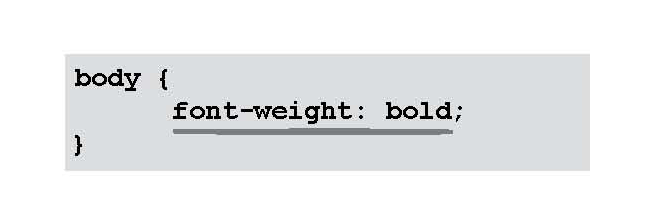 body {
font-weight: bold;
}